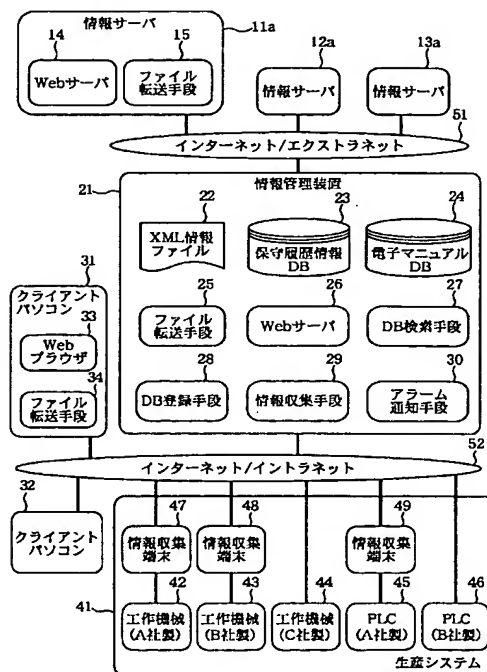 情報サーバ
11a
14
Webサーバ
15
ファイル
転送手段
12a
情報サーバ
13a
情報サーバ
インターネット/エクストラネット
51
21
情報管理装置
22
XML情報
ファイル
23
保守履歴情報
DB
24
電子マニュアル
DB
25
ファイル
転送手段
26
Webサーバ
27
DB検索手段
28
DB登録手段
29
情報収集手段
30
アラーム
通知手段
31
クライアント
パソコン
33
Web
ブラウザ
34
ファイル
転送手段
インターネット/イントラネット
52
32
クライアント
パソコン
41
47
情報収集
端末
48
情報収集
端末
49
情報収集
端末
42
工作機械
(A社製)
43
工作機械
(B社製)
44
工作機械
(C社製)
45
PLC
(A社製)
46
PLC
(B社製)
生産システム